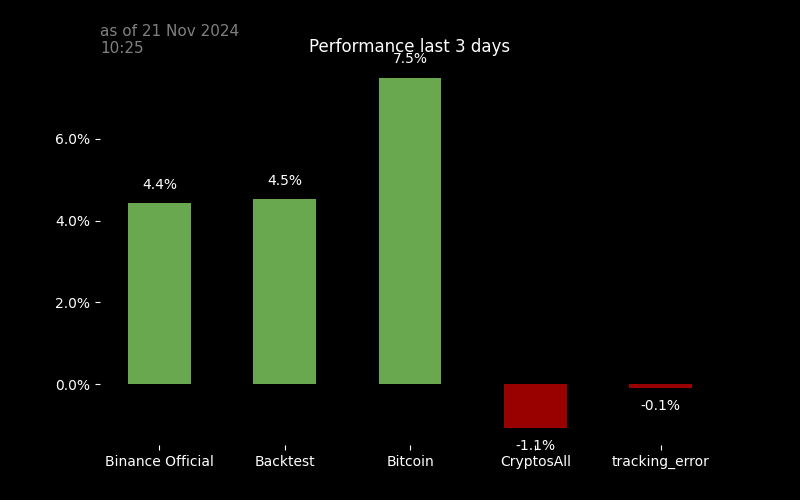 as of 21 Nov 2024
10:25
Performance last 3 days
7.5%
6.0%
4.4%
4.5%
4.0%
2.0%
0.0%
-0.1%
-1.1%
Binance Official
Backtest
Bitcoin
CryptosAll
tracking_error